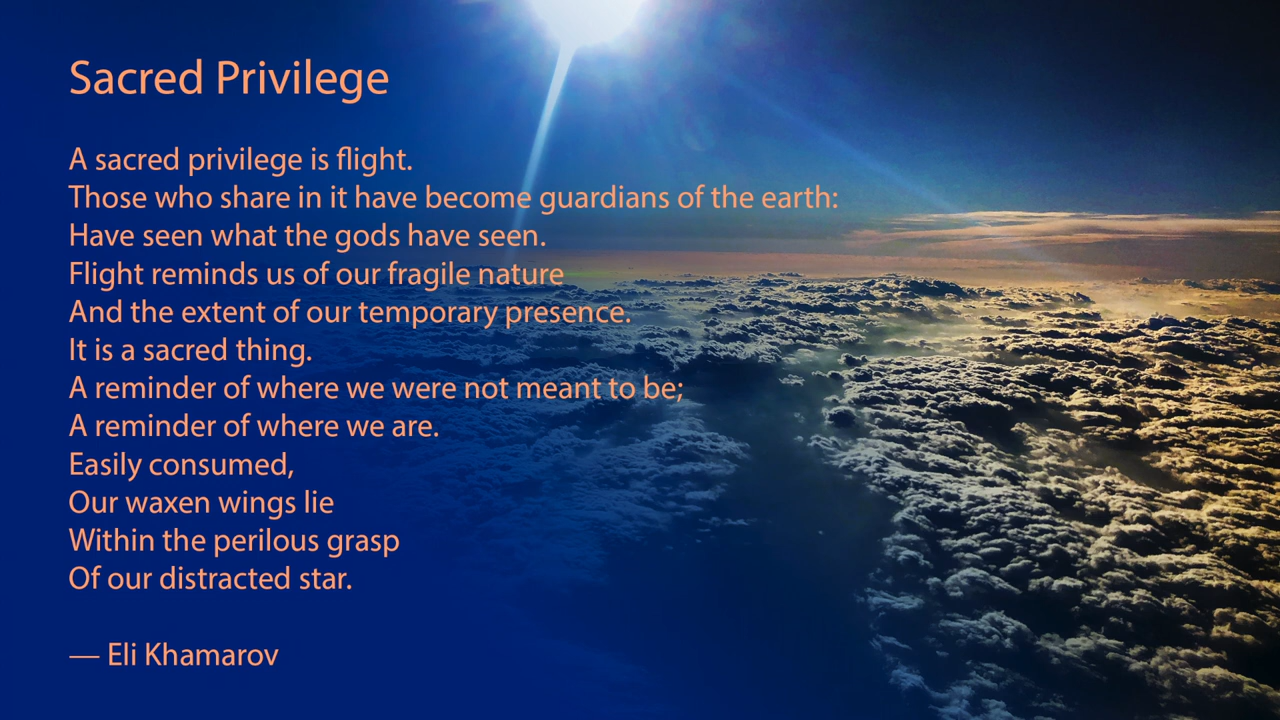 Sacred Privilege
A sacred privilege is flight.
Those who share in it have become guardians of the earth:
Have seen what the gods have seen.
Flight reminds us of our fragile nature
And the extent of our temporary presence.
It is a sacred thing.
A reminder of where we were not meant to be;
A reminder of where we are.
Easily consumed,
Our waxen wings lie
Within the perilous grasp
Of our distracted star.
— Eli Khamarov